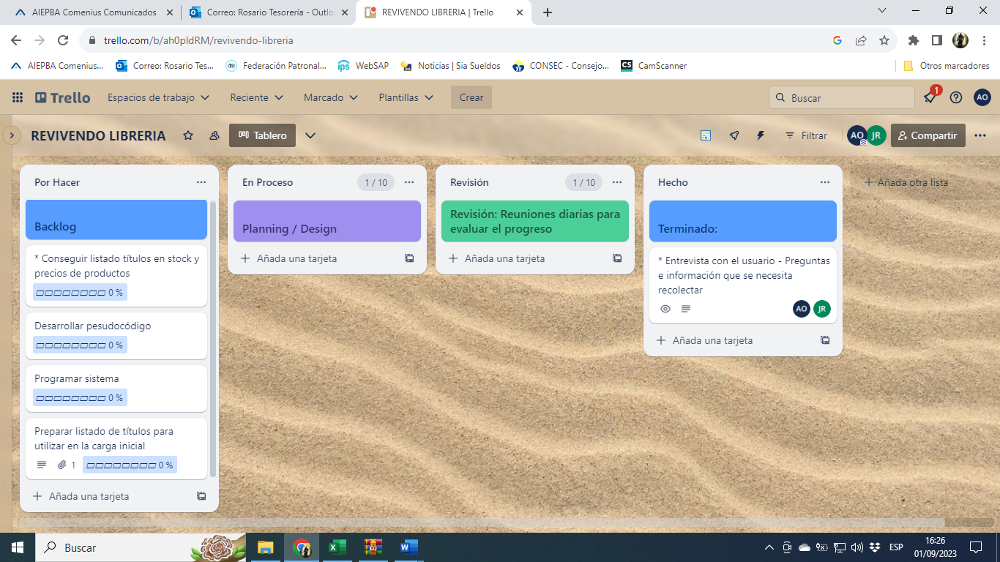 AIEPBA Comenius Comunicados
Correo: Rosario Tesorería - Outlo
REVIVENDO LIBRERIA | Trello
trello.com/b/ah0pIdRM/revivendo-libreria
AIEPBA Comenius...
Correo: Rosario Tes...
Federación Patronal...
ips WebSAP
Noticias | Sia Sueldos
CONSEC - Consejo...
CS CamScanner
Otros marcadores
Trello
Espacios de trabajo
Reciente
Marcado
Plantillas
Crear
Buscar
1
AO
REVIVENDO LIBRERIA
Tablero
Filtrar
AO
JR
Compartir
Por Hacer
Backlog
* Conseguir listado títulos en stock y
precios de productos
0 %
Desarrollar pesudocódigo
0 %
Programar sistema
0 %
Preparar listado de títulos para
utilizar en la carga inicial
1
0 %
Añada una tarjeta
En Proceso
1 / 10
Planning / Design
Añada una tarjeta
Revisión
1 / 10
Revisión: Reuniones diarias para
evaluar el progreso
Añada una tarjeta
Hecho
Terminado:
* Entrevista con el usuario - Preguntas
e información que se necesita
recolectar
AO
JR
Añada una tarjeta
Añada otra lista
Buscar
ESP
16:26
01/09/2023